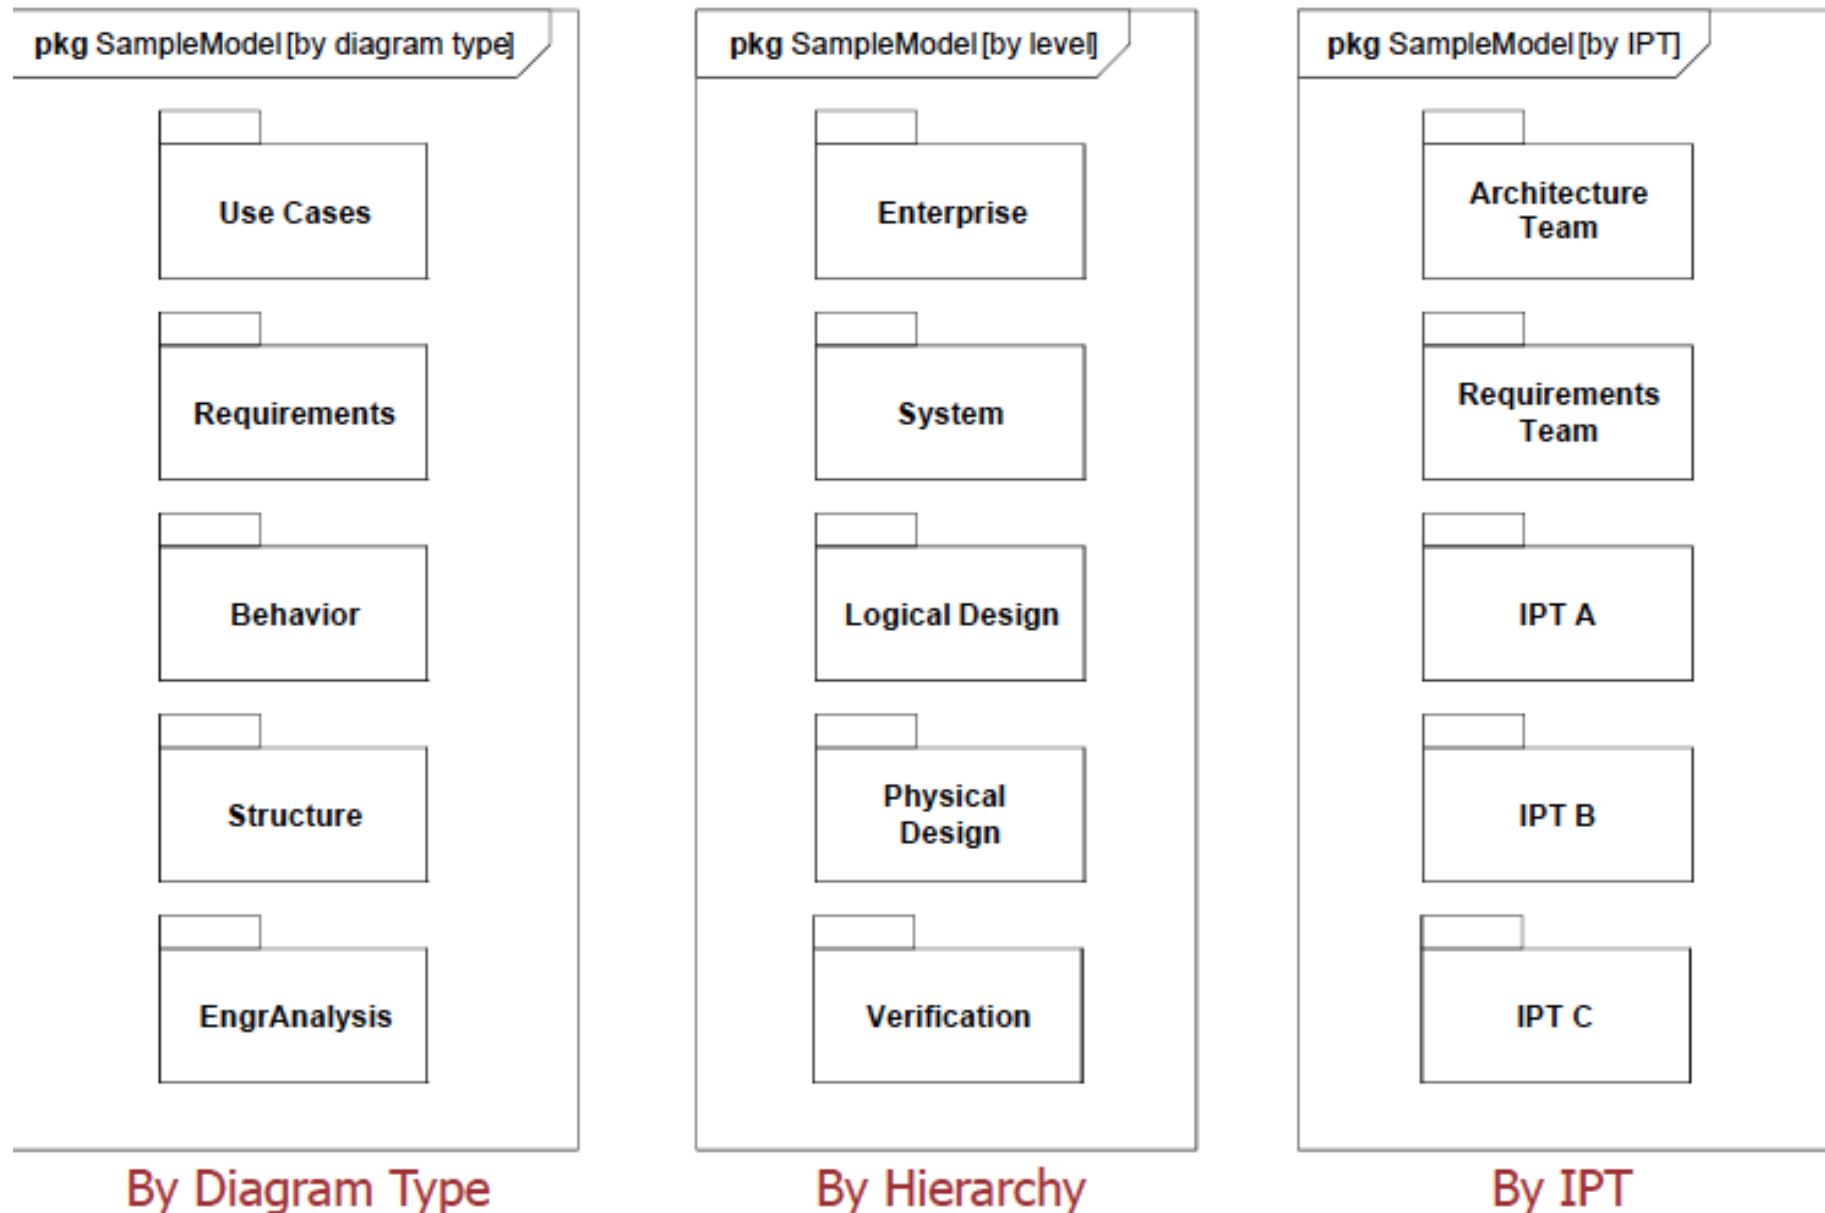 pkg SampleModel [by diagram type]
Use Cases
Requirements
Behavior
Structure
EngrAnalysis
By Diagram Type
pkg SampleModel [by level]
Enterprise
System
Logical Design
Physical
Design
Verification
By Hierarchy
pkg SampleModel [by IPT]
Architecture
Team
Requirements
Team
IPT A
IPT B
IPT C
By IPT